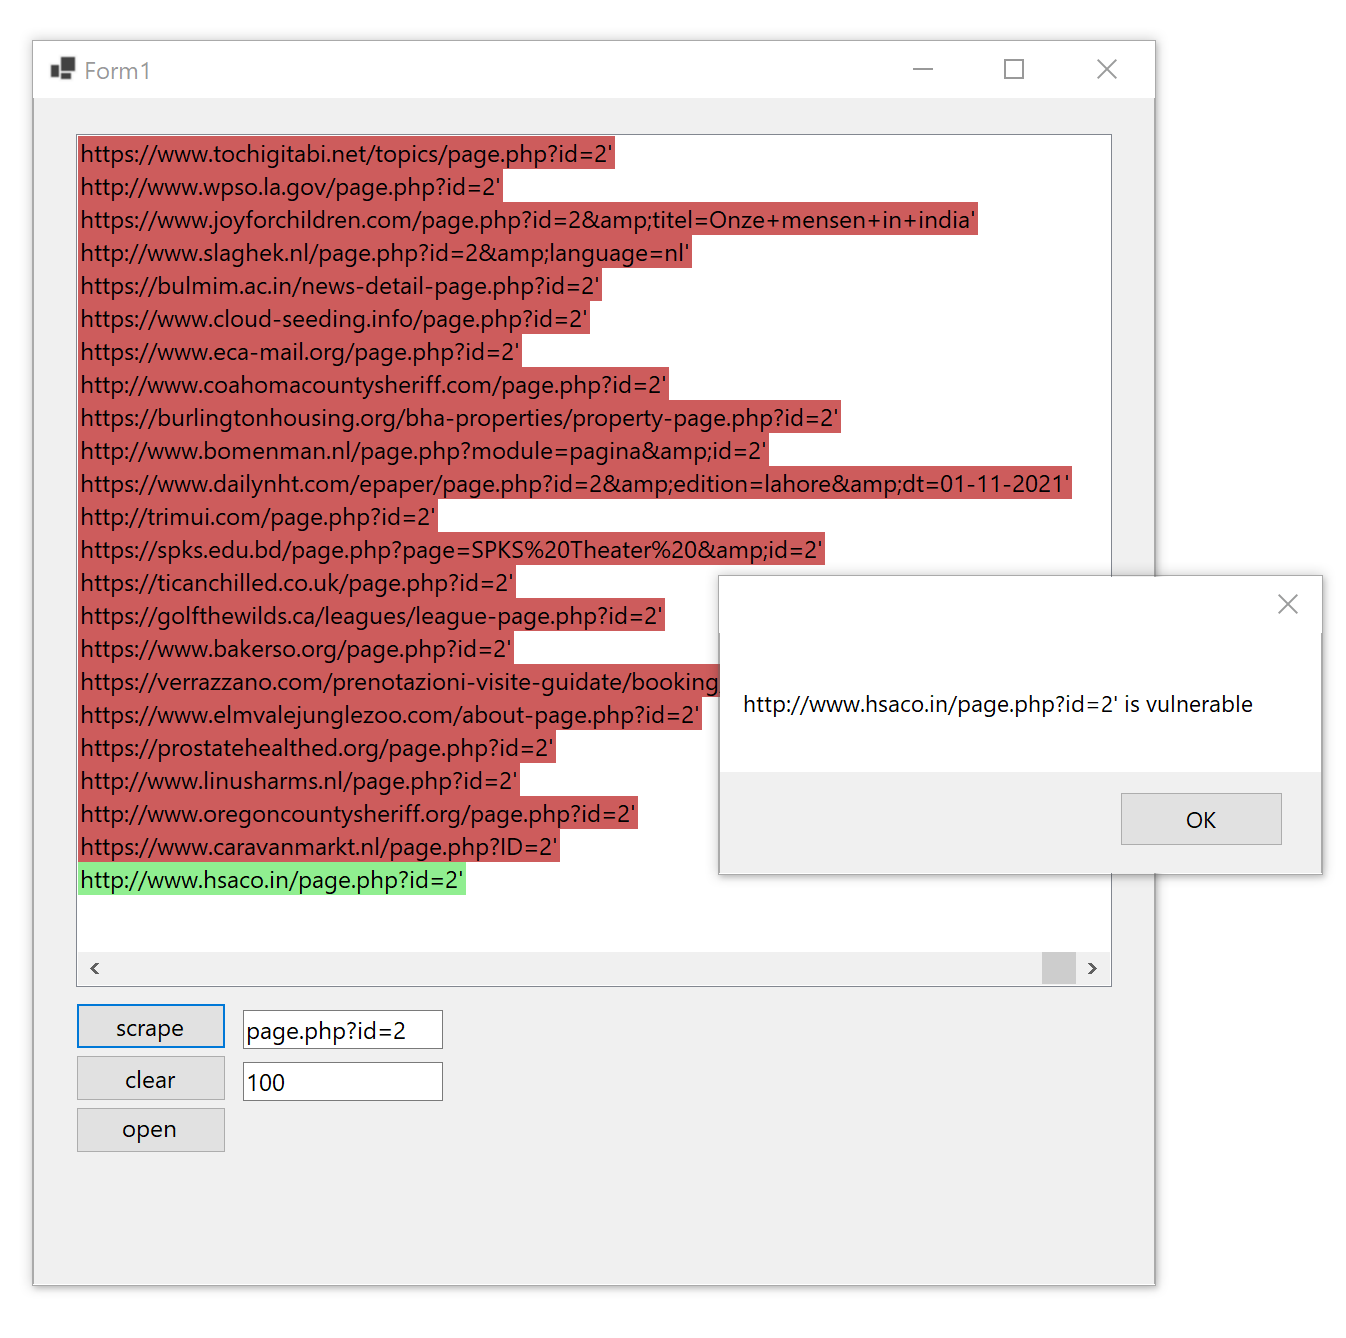 Form1
https://www.tochigitabi.net/topics/page.php?id=2'
http://www.wpso.la.gov/page.php?id=2'
https://www.joyforchildren.com/page.php?id=2&amp;titel=Onze+mensen+in+india'
http://www.slaghek.nl/page.php?id=2&amp;language=nl'
https://bulmim.ac.in/news-detail-page.php?id=2'
https://www.cloud-seeding.info/page.php?id=2'
https://www.eca-mail.org/page.php?id=2'
http://www.coahomacountysheriff.com/page.php?id=2'
https://burlingtonhousing.org/bha-properties/property-page.php?id=2'
http://www.bomenman.nl/page.php?module=pagina&amp;id=2'
https://www.dailynht.com/epaper/page.php?id=2&amp;edition=lahore&amp;dt=01-11-2021'
http://trimui.com/page.php?id=2'
https://spks.edu.bd/page.php?page=SPKS%20Theater%20&amp;id=2'
https://ticanchilled.co.uk/page.php?id=2'
https://golfthewilds.ca/leagues/league-page.php?id=2'
https://www.bakerso.org/page.php?id=2'
https://verrazzano.com/prenotazioni-visite-guidate/booking
https://www.elmvalejunglezoo.com/about-page.php?id=2'
https://prostatehealthed.org/page.php?id=2'
http://www.linusharms.nl/page.php?id=2'
http://www.oregoncountysheriff.org/page.php?id=2'
https://www.caravanmarkt.nl/page.php?ID=2'
http://www.hsaco.in/page.php?id=2'
http://www.hsaco.in/page.php?id=2' is vulnerable
OK
scrape
page.php?id=2
clear
100
open